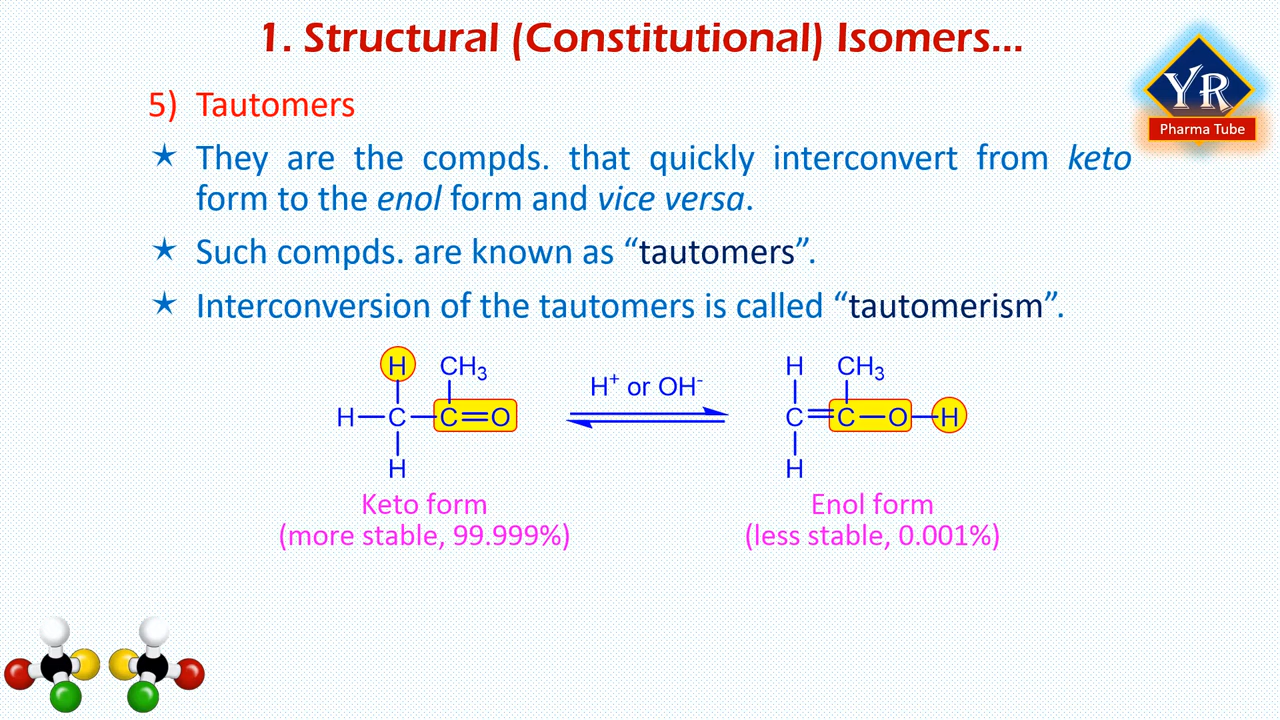 1. Structural (Constitutional) Isomers...
YR
Pharma Tube
5) Tautomers
★ They are the compds. that quickly interconvert from keto
form to the enol form and vice versa.
★ Such compds. are known as “tautomers”.
★ Interconversion of the tautomers is called “tautomerism”.
H CH₃
H–C–C=O
H
H⁺ or OH⁻
H CH₃
C=C–O–H
H
Keto form
(more stable, 99.999%)
Enol form
(less stable, 0.001%)